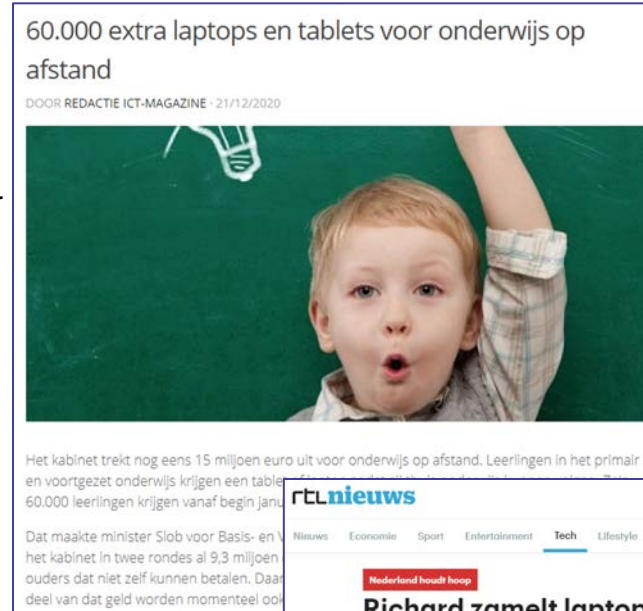 60.000 extra laptops en tablets voor onderwijs op
afstand
DOOR REDACTIE ICT-MAGAZINE · 21/12/2020
Het kabinet trekt nog eens 15 miljoen euro uit voor onderwijs op afstand. Leerlingen in het primair
en voortgezet onderwijs krijgen een tablet
60.000 leerlingen krijgen vanaf begin janu
Dat maakte minister Slob voor Basis- en V
het kabinet in twee rondes al 9,3 miljoen
ouders dat niet zelf kunnen betalen. Daar
deel van dat geld worden momenteel ook
rtlnieuws
Nieuws Economie Sport Entertainment Tech Lifestyle
Nederland houdt hoop
Richard zamelt laptop